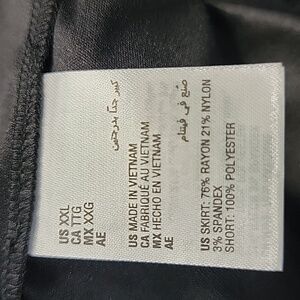 US XXL
CA TTG
MX XXG
AE
كبير جداً بدرجتين
US MADE IN VIETNAM
CA FABRIQUÉ AU VIETNAM
MX HECHO EN VIETNAM
AE
صنع في فيتنام
US SKIRT: 76% RAYON 21% NYLON
3% SPANDEX
SHORT: 100% POLYESTER